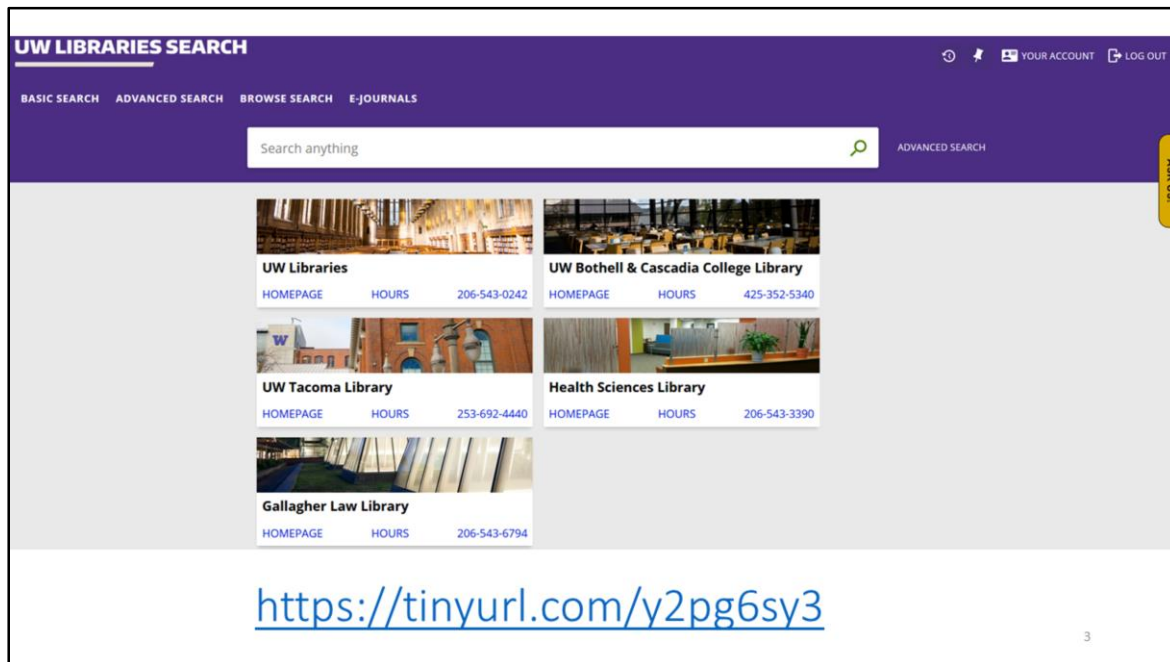 UW LIBRARIES SEARCH
YOUR ACCOUNT LOG OUT
BASIC SEARCH ADVANCED SEARCH BROWSE SEARCH E-JOURNALS
Search anything
ADVANCED SEARCH
W
UW Libraries
HOMEPAGE HOURS 206-543-0242
UW Bothell & Cascadia College Library
HOMEPAGE HOURS 425-352-5340
UW Tacoma Library
HOMEPAGE HOURS 253-692-4440
Health Sciences Library
HOMEPAGE HOURS 206-543-3390
Gallagher Law Library
HOMEPAGE HOURS 206-543-6794
https://tinyurl.com/y2pg6sy3
3